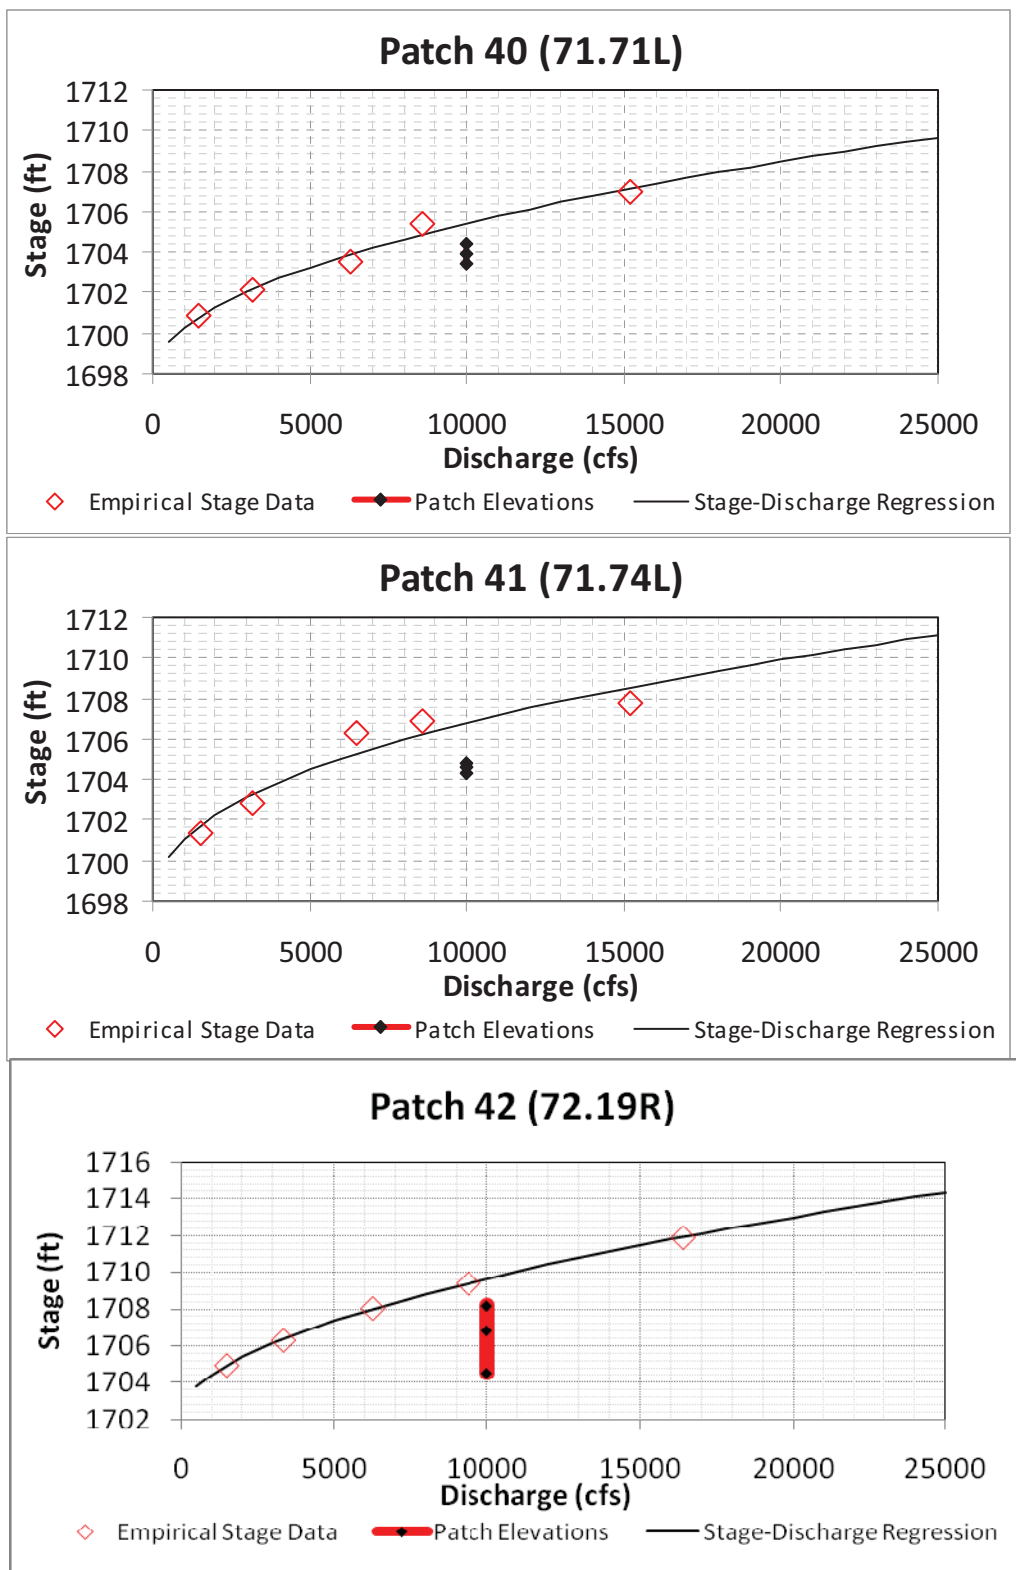 Patch 40 (71.71L)
1712
1710
1708
1706
1704
1702
1700
1698
Stage (ft)
0 5000 10000 15000 20000 25000
Discharge (cfs)
Empirical Stage Data Patch Elevations Stage-Discharge Regression
Patch 41 (71.74L)
1712
1710
1708
1706
1704
1702
1700
1698
Stage (ft)
0 5000 10000 15000 20000 25000
Discharge (cfs)
Empirical Stage Data Patch Elevations Stage-Discharge Regression
Patch 42 (72.19R)
1716
1714
1712
1710
1708
1706
1704
1702
Stage (ft)
0 5000 10000 15000 20000 25000
Discharge (cfs)
Empirical Stage Data Patch Elevations Stage-Discharge Regression